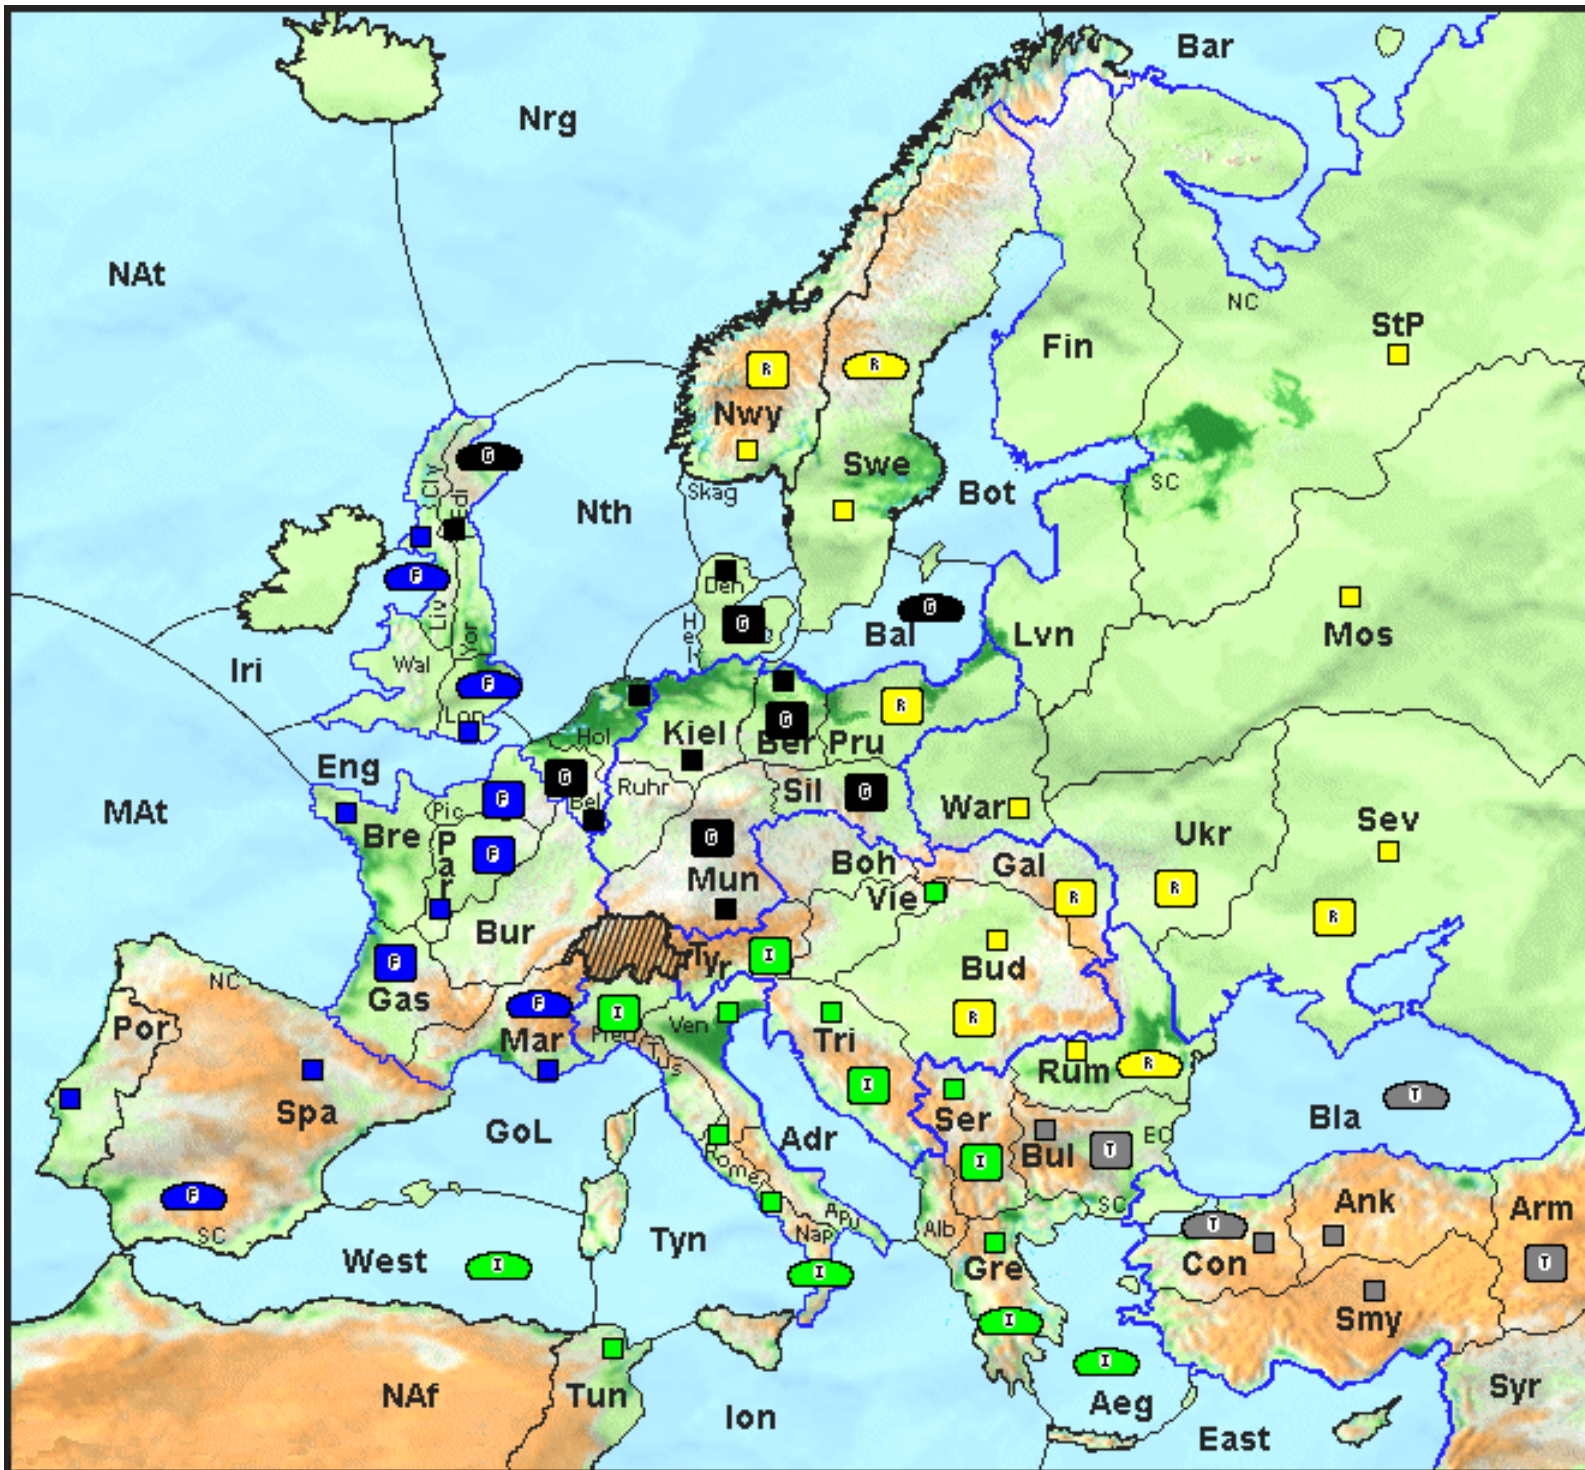 Bar
Nrg
NAt
NC
StP
Fin
R
R
Nwy
Swe
G
Cly
Edl
Skag
Bot
SC
Nth
F
Den
G
G
Bal
Lvn
Mos
Hel
Liv
Yor
Wal
Iri
F
Lon
R
G
Hol
Kiel
Ber
Pru
Eng
G
Ruhr
Sil
G
War
MAt
F
Pic
Bel
Bre
Par
F
G
Boh
Gal
Ukr
Sev
Mun
Vie
R
R
R
Bur
F
Tyr
I
Bud
NC
Gas
F
I
R
Por
Mar
Pied
Ven
Tri
Tus
Rum
R
Spa
I
Ser
T
Bla
GoL
Adr
Rome
I
Bul
T
EC
F
SC
Apu
Nap
Alb
SC
Ank
Arm
T
West
I
Tyn
I
Gre
Con
T
Smy
I
I
NAf
Tun
Ion
Aeg
Syr
East